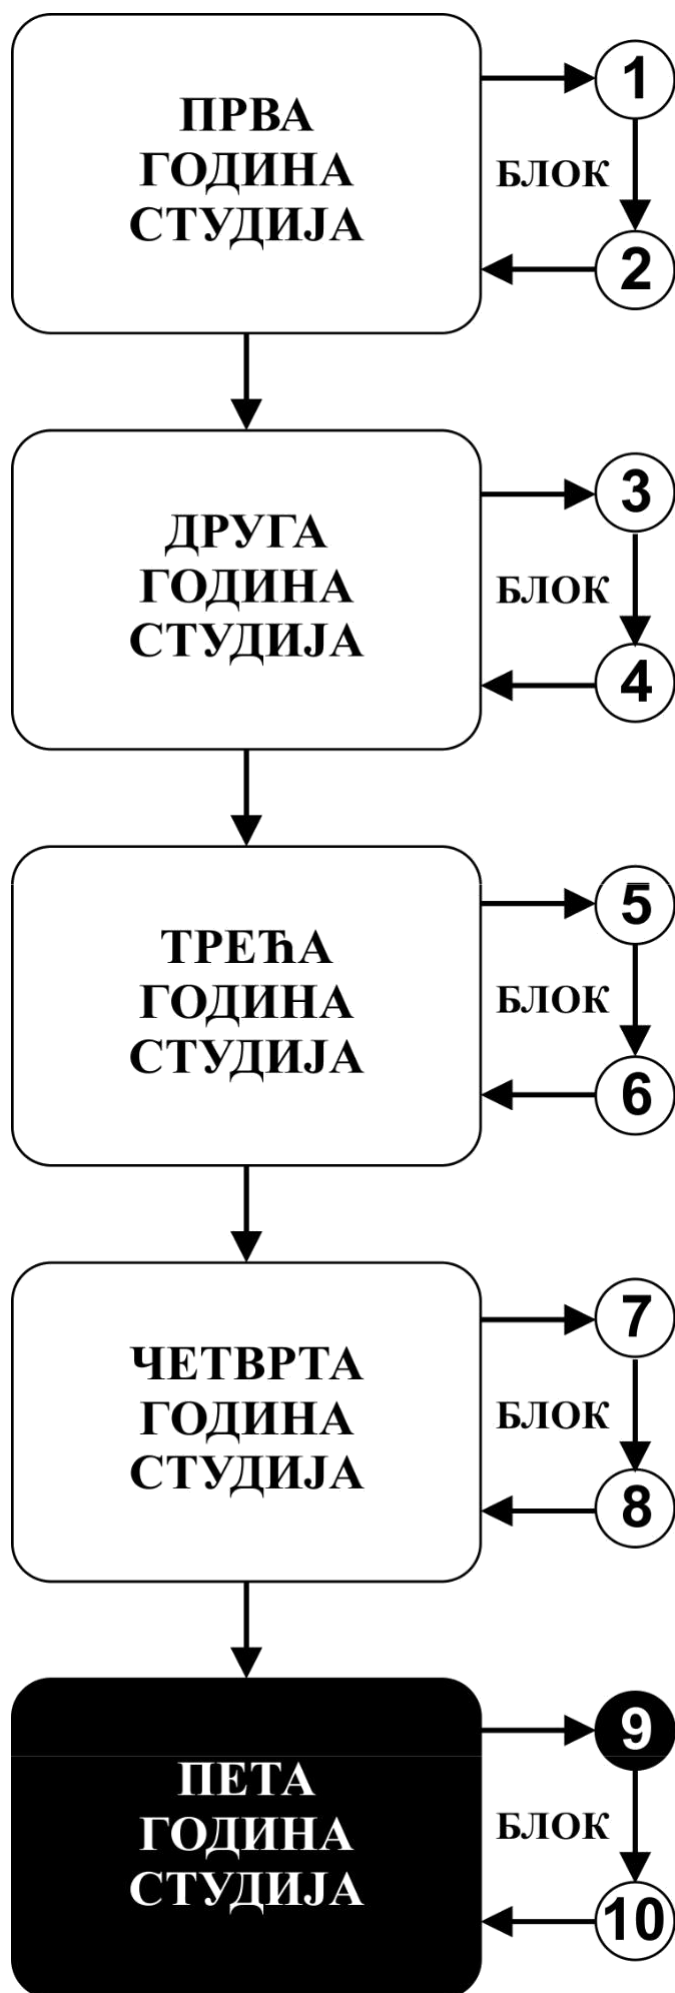 ПРВА
ГОДИНА
СТУДИЈА
1
БЛОК
2
ДРУГА
ГОДИНА
СТУДИЈА
3
БЛОК
4
ТРЕЋА
ГОДИНА
СТУДИЈА
5
БЛОК
6
ЧЕТВРТА
ГОДИНА
СТУДИЈА
7
БЛОК
8
ПЕТА
ГОДИНА
СТУДИЈА
9
БЛОК
10